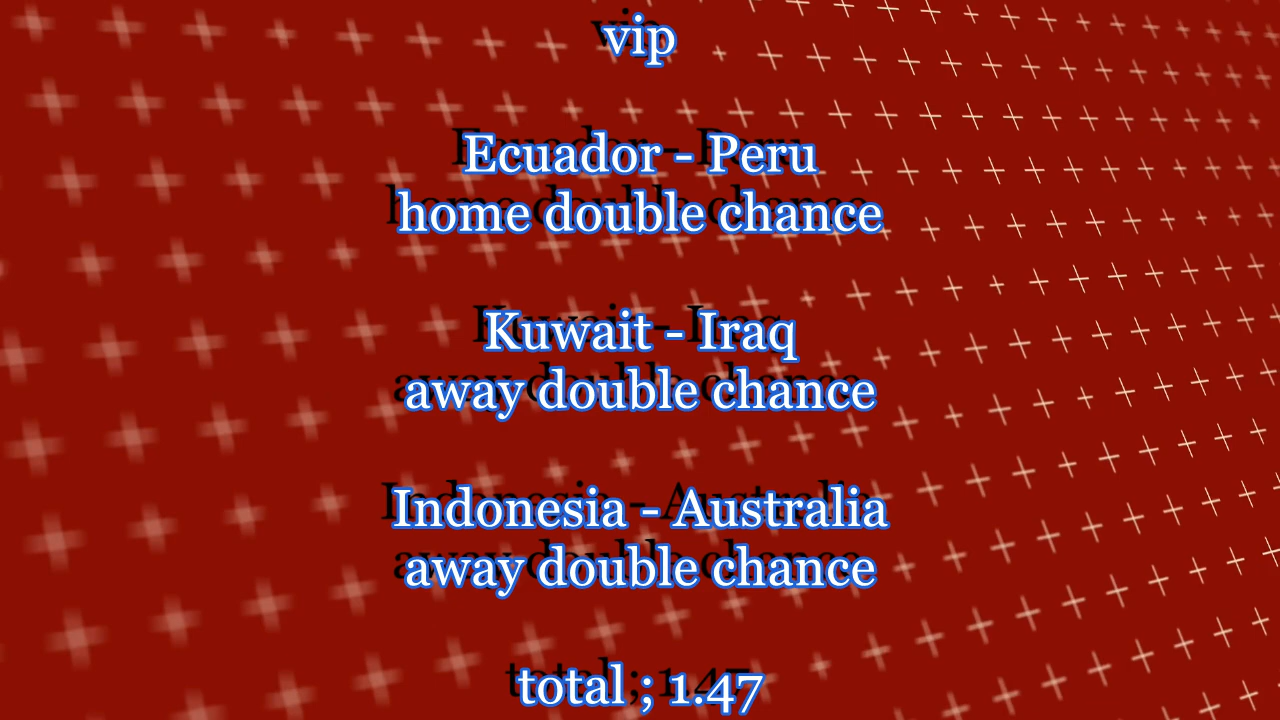 vip
Ecuador - Peru
home double chance
Kuwait - Iraq
away double chance
Indonesia - Australia
away double chance
total ; 1.47